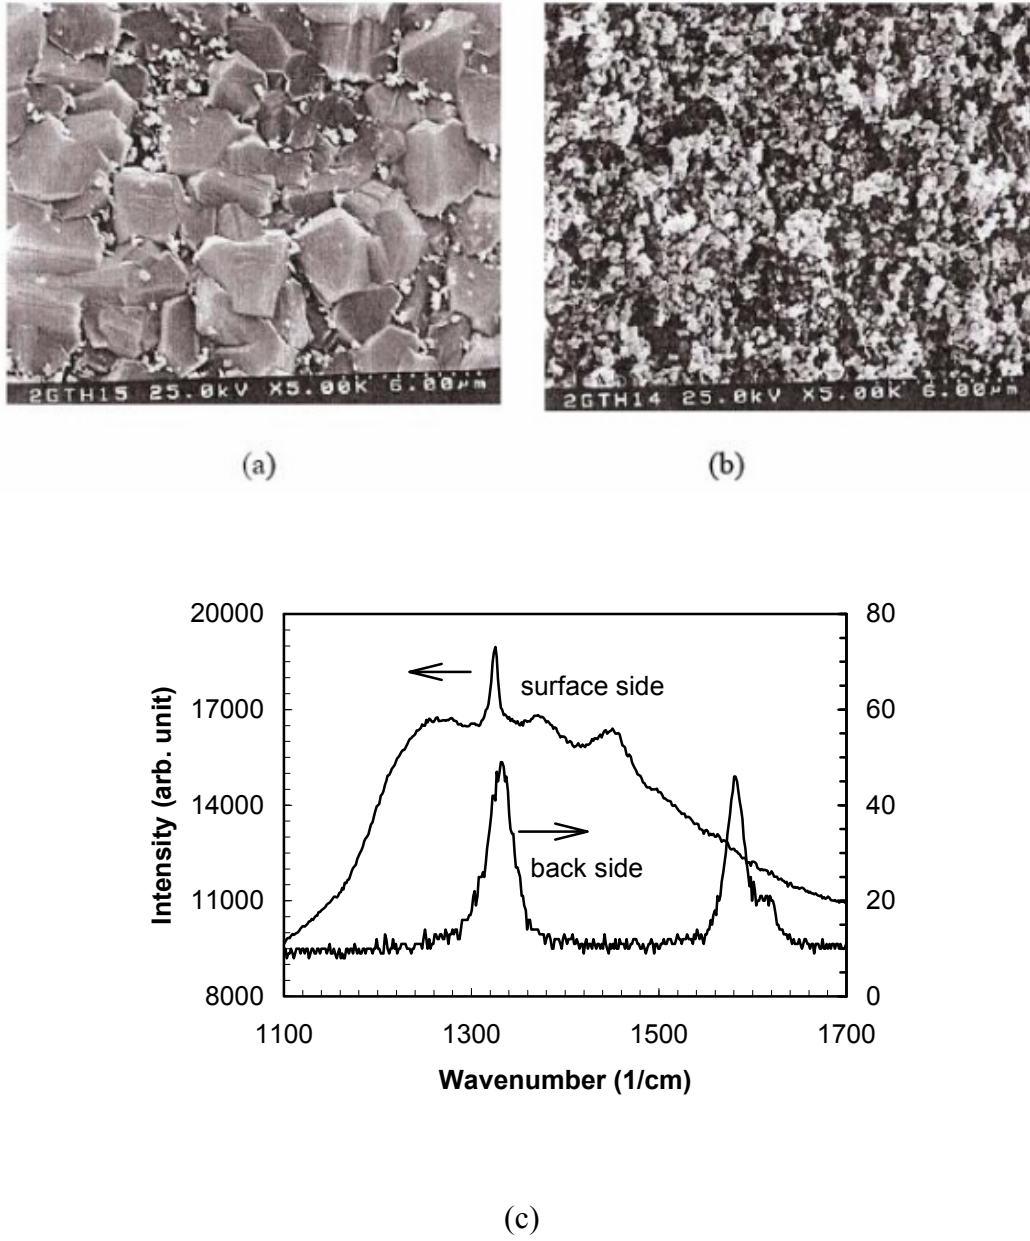 2GTH15 25.0kV X5.00K 6.00µm
2GTH14 25.0kV X5.00K 6.00µm
(a)
(b)
20000
17000
14000
11000
8000
80
60
40
20
0
surface side
back side
Intensity (arb. unit)
1100
1300
1500
1700
Wavenumber (1/cm)
(c)